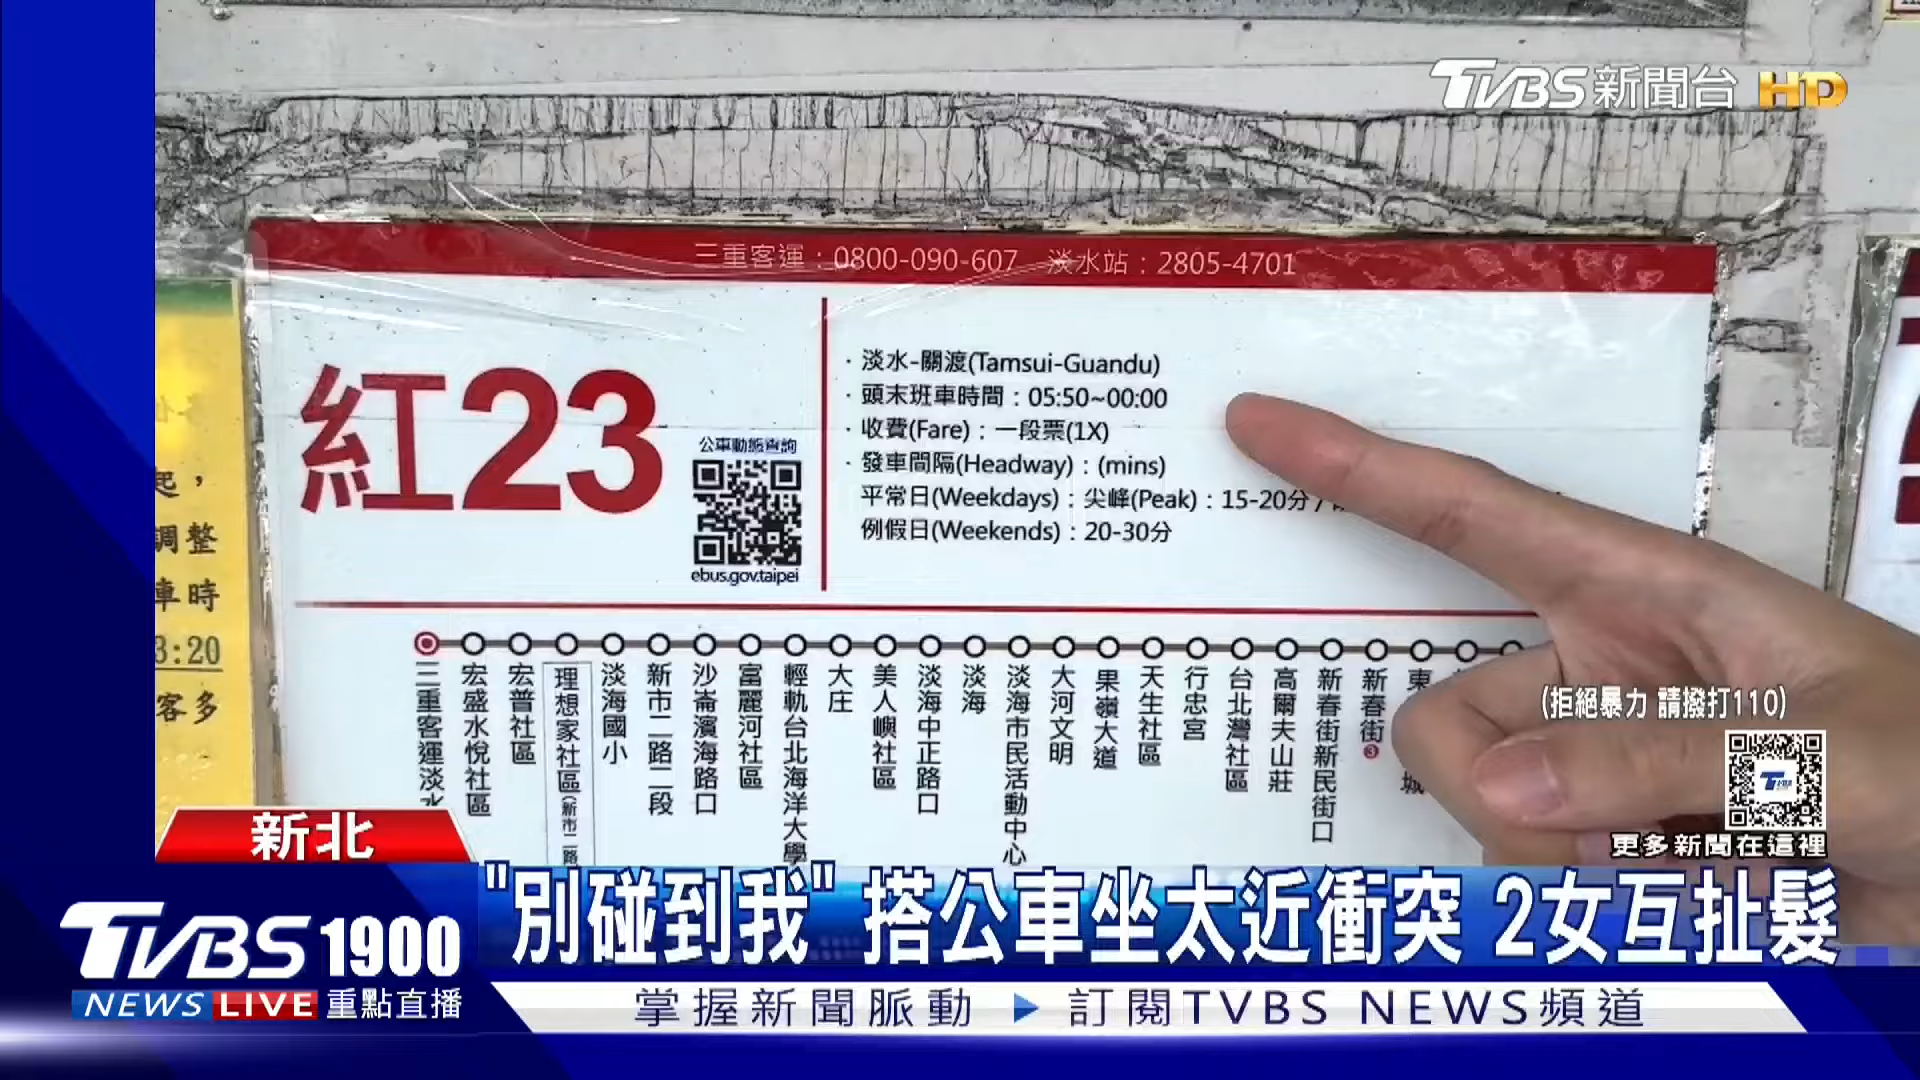 TVBS新聞台 HD
三重客運：0800-090-607 淡水站：2805-4701
紅23
公車動態查詢
ebus.gov.taipei
· 淡水-關渡(Tamsui-Guandu)
· 頭末班車時間：05:50~00:00
· 收費(Fare)：一段票(1X)
· 發車間隔(Headway)：(mins)
平常日(Weekdays)：尖峰(Peak)：15-20分 /
例假日(Weekends)：20-30分
起，
調整
車時
3:20
客多
三重客運淡水
宏盛水悅社區
宏普社區
理想家社區(新市二路
淡海國小
新市二路二段
沙崙濱海路口
富麗河社區
輕軌台北海洋大學
大庄
美人嶼社區
淡海中正路口
淡海
淡海市民活動中心
大河文明
果嶺大道
天生社區
行忠宮
台北灣社區
高爾夫山莊
新春街新民街口
新春街3
東
城
(拒絕暴力 請撥打110)
更多新聞在這裡
新北
"別碰到我" 搭公車坐太近衝突 2女互扯髮
TVBS 1900
NEWS LIVE 重點直播
掌握新聞脈動 ▶ 訂閱TVBS NEWS頻道